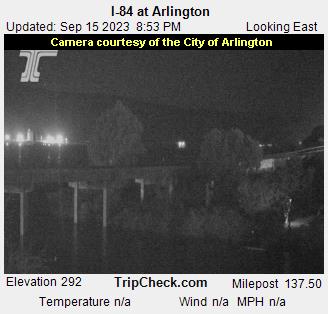 I-84 at Arlington
Updated: Sep 15 2023 8:53 PM Looking East
Camera courtesy of the City of Arlington
Elevation 292 TripCheck.com Milepost 137.50
Temperature n/a Wind n/a MPH n/a